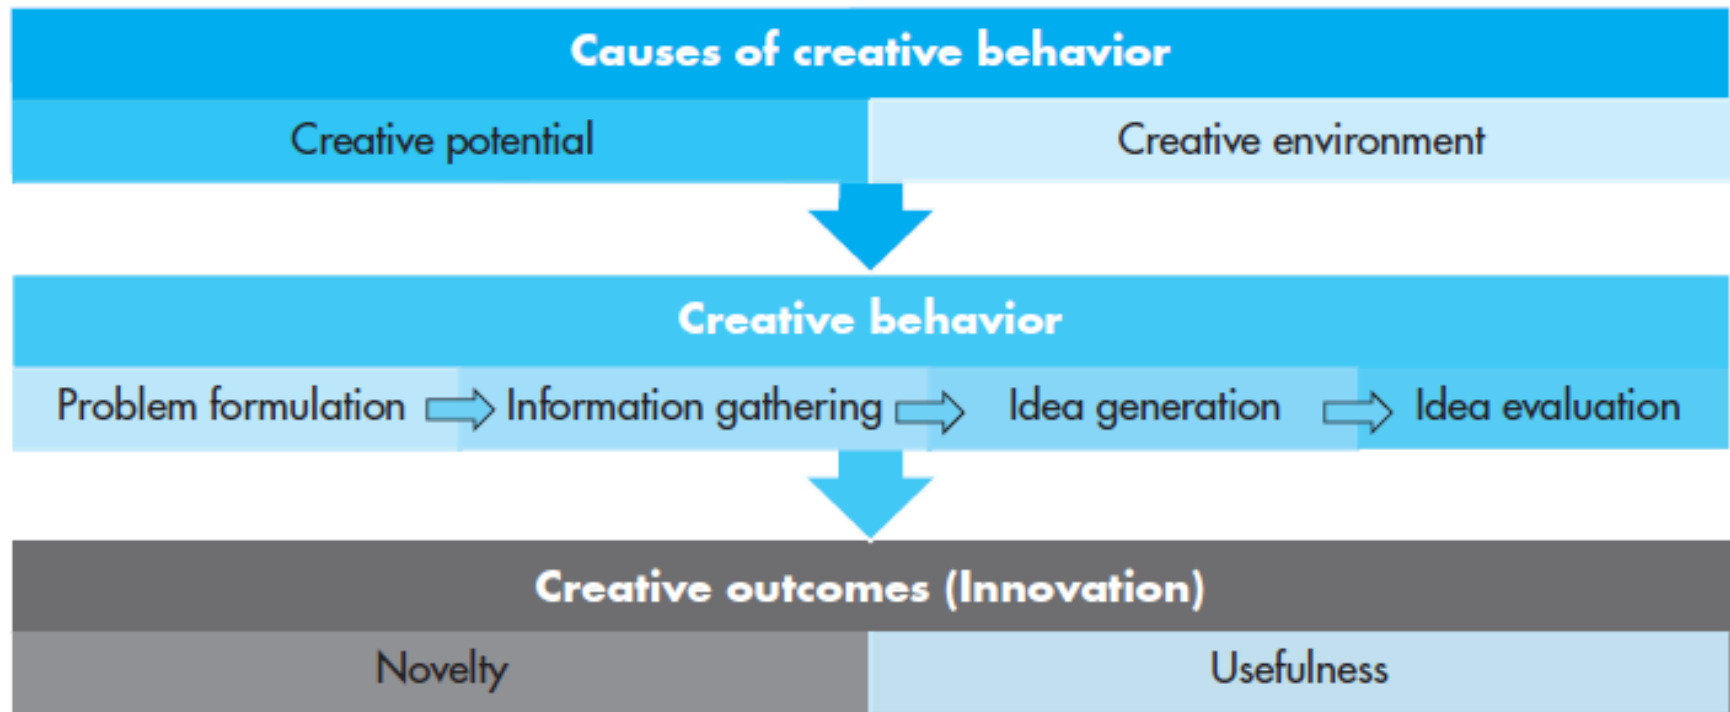 Causes of creative behavior
Creative potential
Creative environment
Creative behavior
Problem formulation
Information gathering
Idea generation
Idea evaluation
Creative outcomes (Innovation)
Novelty
Usefulness